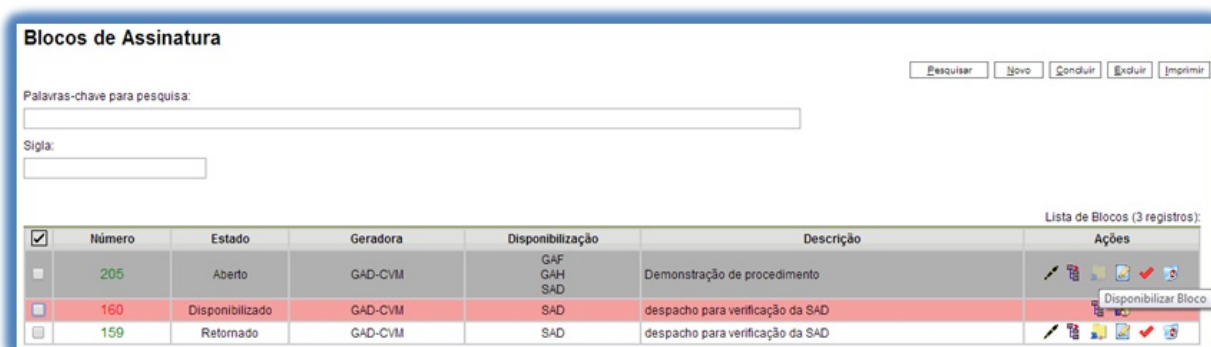 Blocos de Assinatura
Pesquisar Novo Concluir Excluir Imprimir
Palavras-chave para pesquisa:
Sigla:
Lista de Blocos (3 registros):
Número Estado Geradora Disponibilização Descrição Ações
205 Aberto GAD-CVM GAF GAH SAD Demonstração de procedimento
Disponibilizar Bloco
160 Disponibilizado GAD-CVM SAD despacho para verificação da SAD
159 Retornado GAD-CVM SAD despacho para verificação da SAD